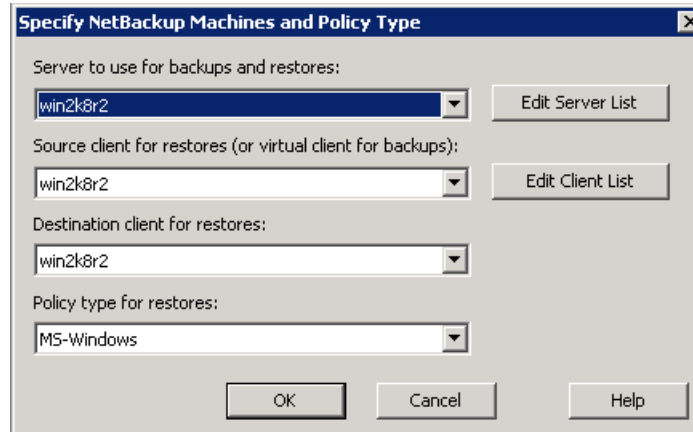 Specify NetBackup Machines and Policy Type
Server to use for backups and restores:
win2k8r2
Edit Server List
Source client for restores (or virtual client for backups):
win2k8r2
Edit Client List
Destination client for restores:
win2k8r2
Policy type for restores:
MS-Windows
OK Cancel Help